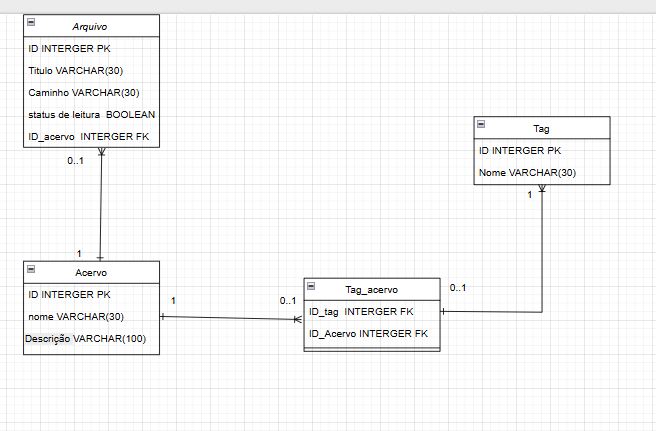 Arquivo
ID INTERGER PK
Titulo VARCHAR(30)
Caminho VARCHAR(30)
status de leitura BOOLEAN
ID_acervo INTERGER FK
0..1
1
Acervo
ID INTERGER PK
nome VARCHAR(30)
Descrição VARCHAR(100)
1
0..1
Tag_acervo
ID_tag INTERGER FK
ID_Acervo INTERGER FK
0..1
1
Tag
ID INTERGER PK
Nome VARCHAR(30)